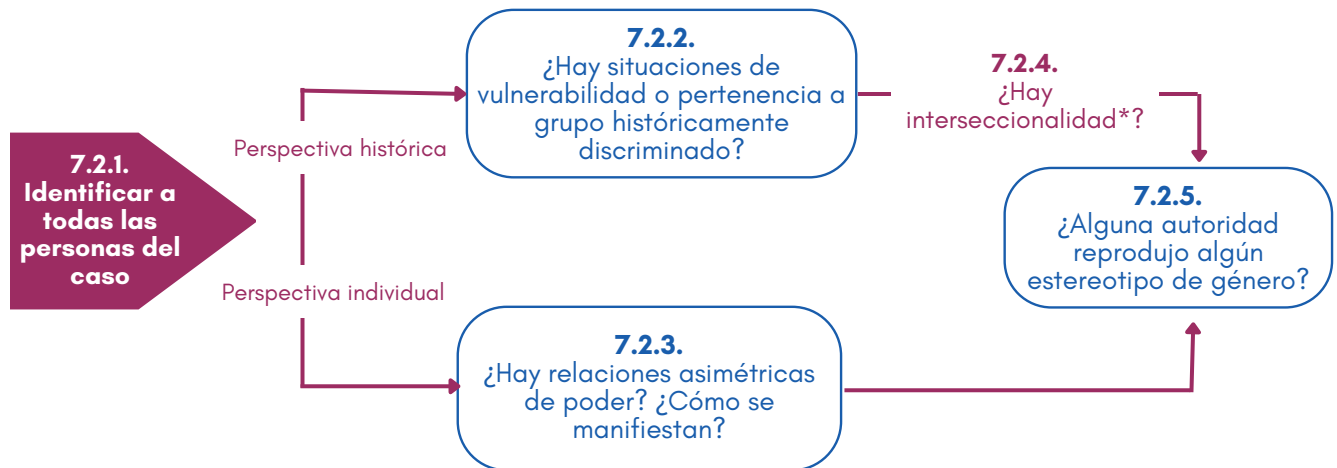 7.2.1.
Identificar a
todas las
personas del
caso
Perspectiva histórica
Perspectiva individual
7.2.2.
¿Hay situaciones de
vulnerabilidad o pertenencia a
grupo históricamente
discriminado?
7.2.3.
¿Hay relaciones asimétricas
de poder? ¿Cómo se
manifiestan?
7.2.4.
¿Hay
interseccionalidad*?
7.2.5.
¿Alguna autoridad
reprodujo algún
estereotipo de género?